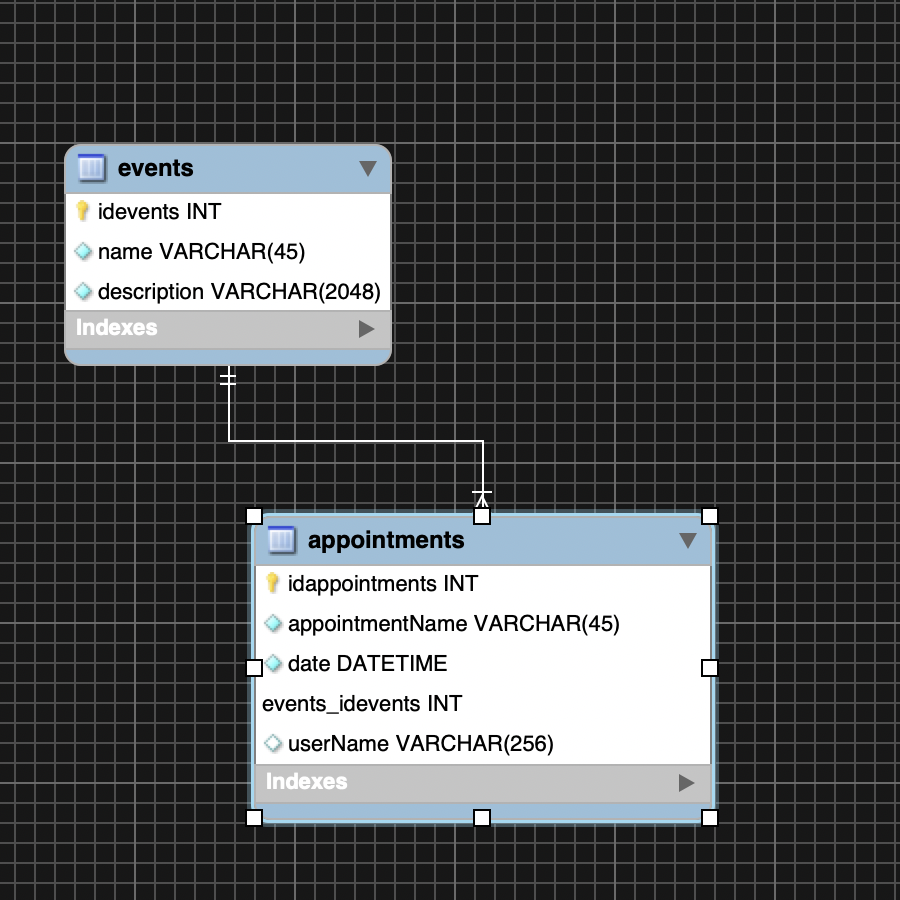 events
idevents INT
name VARCHAR(45)
description VARCHAR(2048)
Indexes
appointments
idappointments INT
appointmentName VARCHAR(45)
date DATETIME
events_idevents INT
userName VARCHAR(256)
Indexes